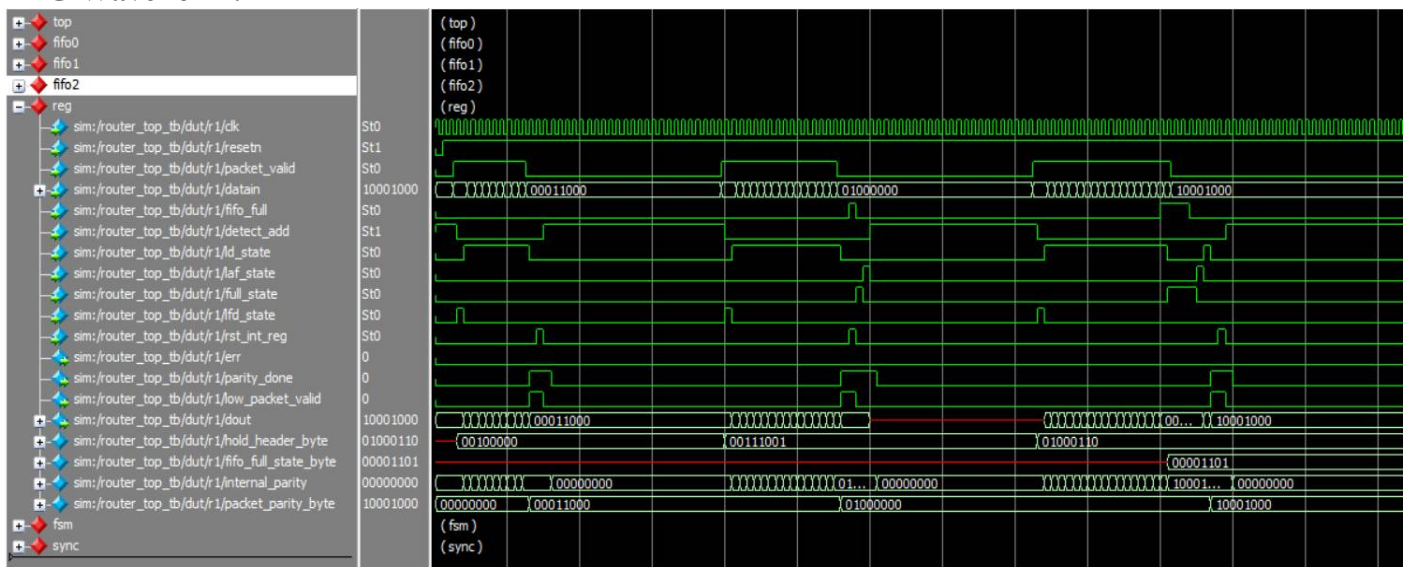 top (top)
fifo0 (fifo0)
fifo1 (fifo1)
fifo2 (fifo2)
reg (reg)
sim:/router_top_tb/dut/r1/clk St0
sim:/router_top_tb/dut/r1/resetn St1
sim:/router_top_tb/dut/r1/packet_valid St0
sim:/router_top_tb/dut/r1/datain 10001000 00011000 01000000 10001000
sim:/router_top_tb/dut/r1/fifo_full St0
sim:/router_top_tb/dut/r1/detect_add St1
sim:/router_top_tb/dut/r1/ld_state St0
sim:/router_top_tb/dut/r1/laf_state St0
sim:/router_top_tb/dut/r1/full_state St0
sim:/router_top_tb/dut/r1/lfd_state St0
sim:/router_top_tb/dut/r1/rst_int_reg St0
sim:/router_top_tb/dut/r1/err 0
sim:/router_top_tb/dut/r1/parity_done 0
sim:/router_top_tb/dut/r1/low_packet_valid 0
sim:/router_top_tb/dut/r1/dout 10001000 00011000 00... 10001000
sim:/router_top_tb/dut/r1/hold_header_byte 01000110 00100000 00111001 01000110
sim:/router_top_tb/dut/r1/fifo_full_state_byte 00001101 00001101
sim:/router_top_tb/dut/r1/internal_parity 00000000 00000000 01... 00000000 10001... 00000000
sim:/router_top_tb/dut/r1/packet_parity_byte 10001000 00000000 00011000 01000000 10001000
fsm (fsm)
sync (sync)